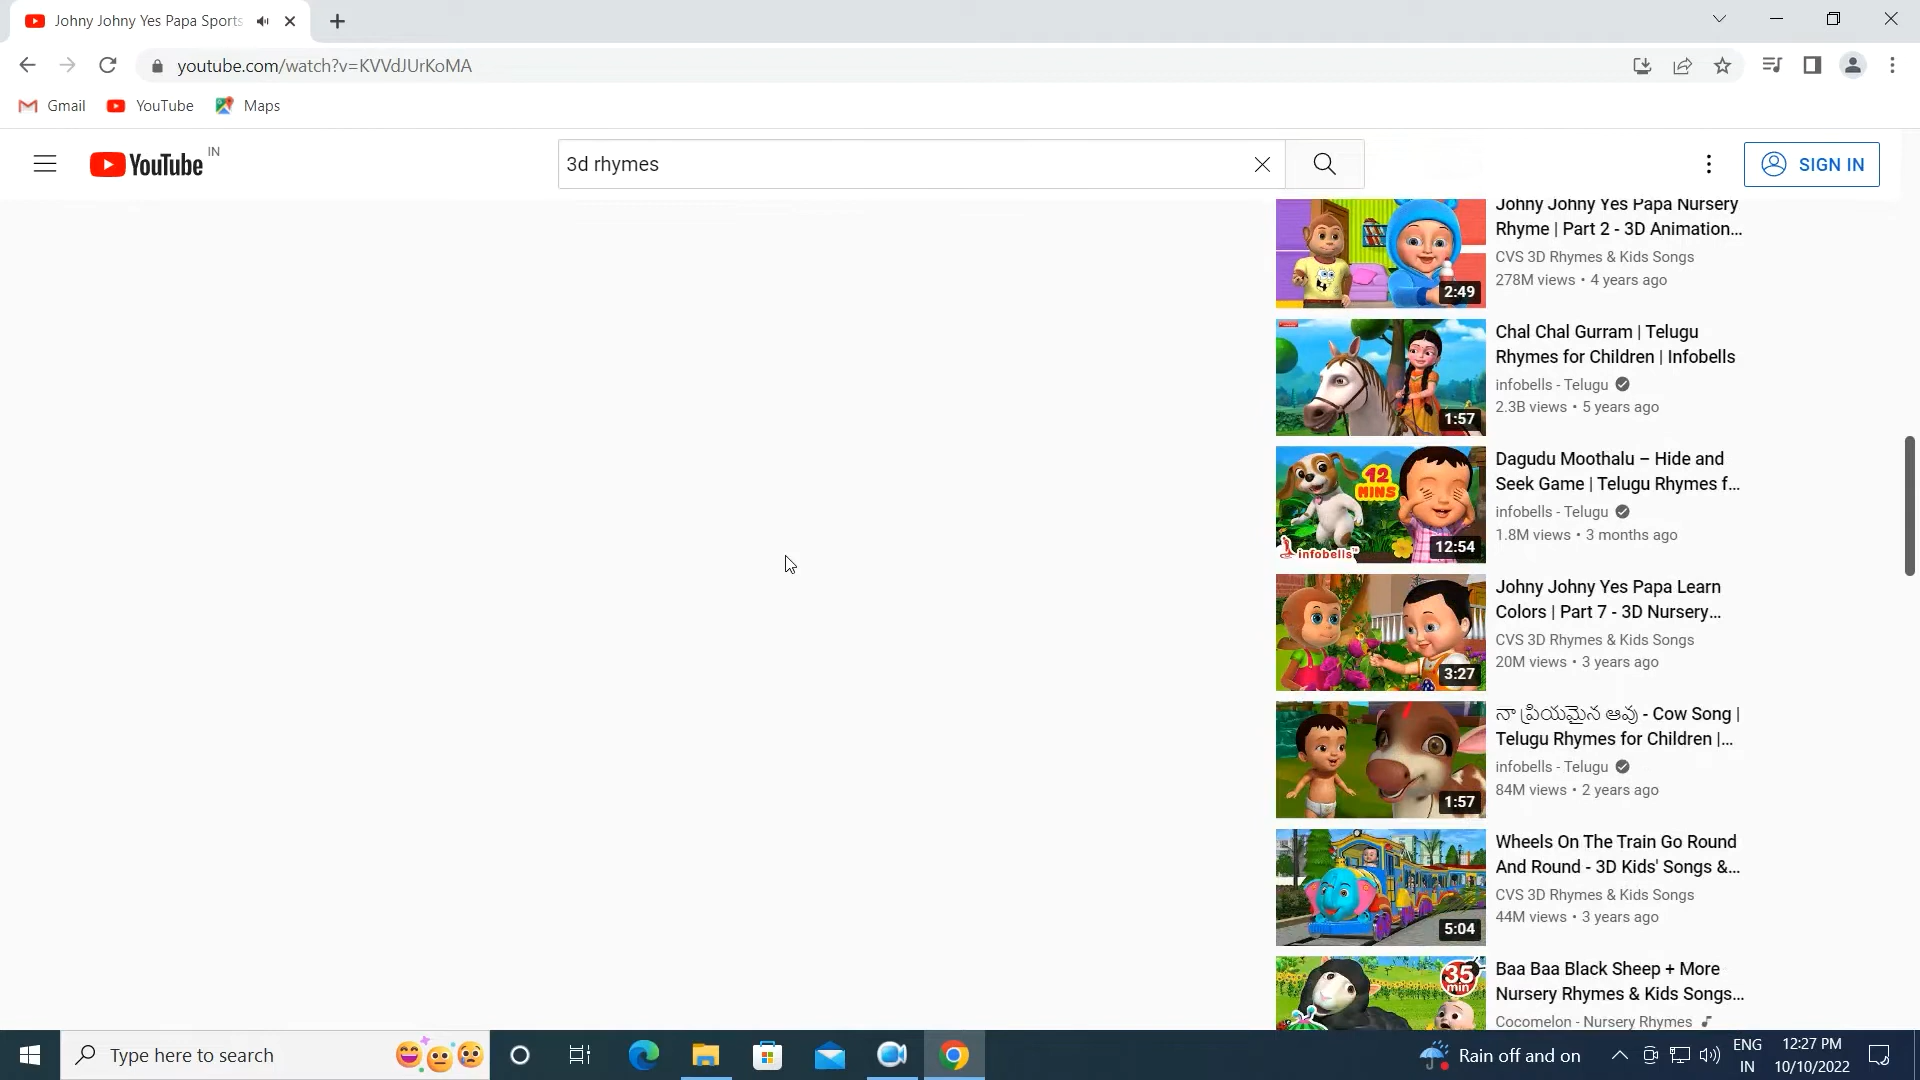 Johny Johny Yes Papa Sports
youtube.com/watch?v=KVVdJUrKoMA
Gmail
YouTube
Maps
YouTube IN
3d rhymes
SIGN IN
Johny Johny Yes Papa Nursery
Rhyme | Part 2 - 3D Animation...
CVS 3D Rhymes & Kids Songs
278M views • 4 years ago
2:49
Chal Chal Gurram | Telugu
Rhymes for Children | Infobells
infobells - Telugu
2.3B views • 5 years ago
1:57
12
MINS
infobells
12:54
Dagudu Moothalu – Hide and
Seek Game | Telugu Rhymes f...
infobells - Telugu
1.8M views • 3 months ago
Johny Johny Yes Papa Learn
Colors | Part 7 - 3D Nursery...
CVS 3D Rhymes & Kids Songs
20M views • 3 years ago
3:27
నా ప్రియమైన ఆవు - Cow Song |
Telugu Rhymes for Children |...
infobells - Telugu
84M views • 2 years ago
1:57
Wheels On The Train Go Round
And Round - 3D Kids' Songs &...
CVS 3D Rhymes & Kids Songs
44M views • 3 years ago
5:04
35
min
Baa Baa Black Sheep + More
Nursery Rhymes & Kids Songs...
Cocomelon - Nursery Rhymes
Type here to search
Rain off and on
ENG
IN
12:27 PM
10/10/2022